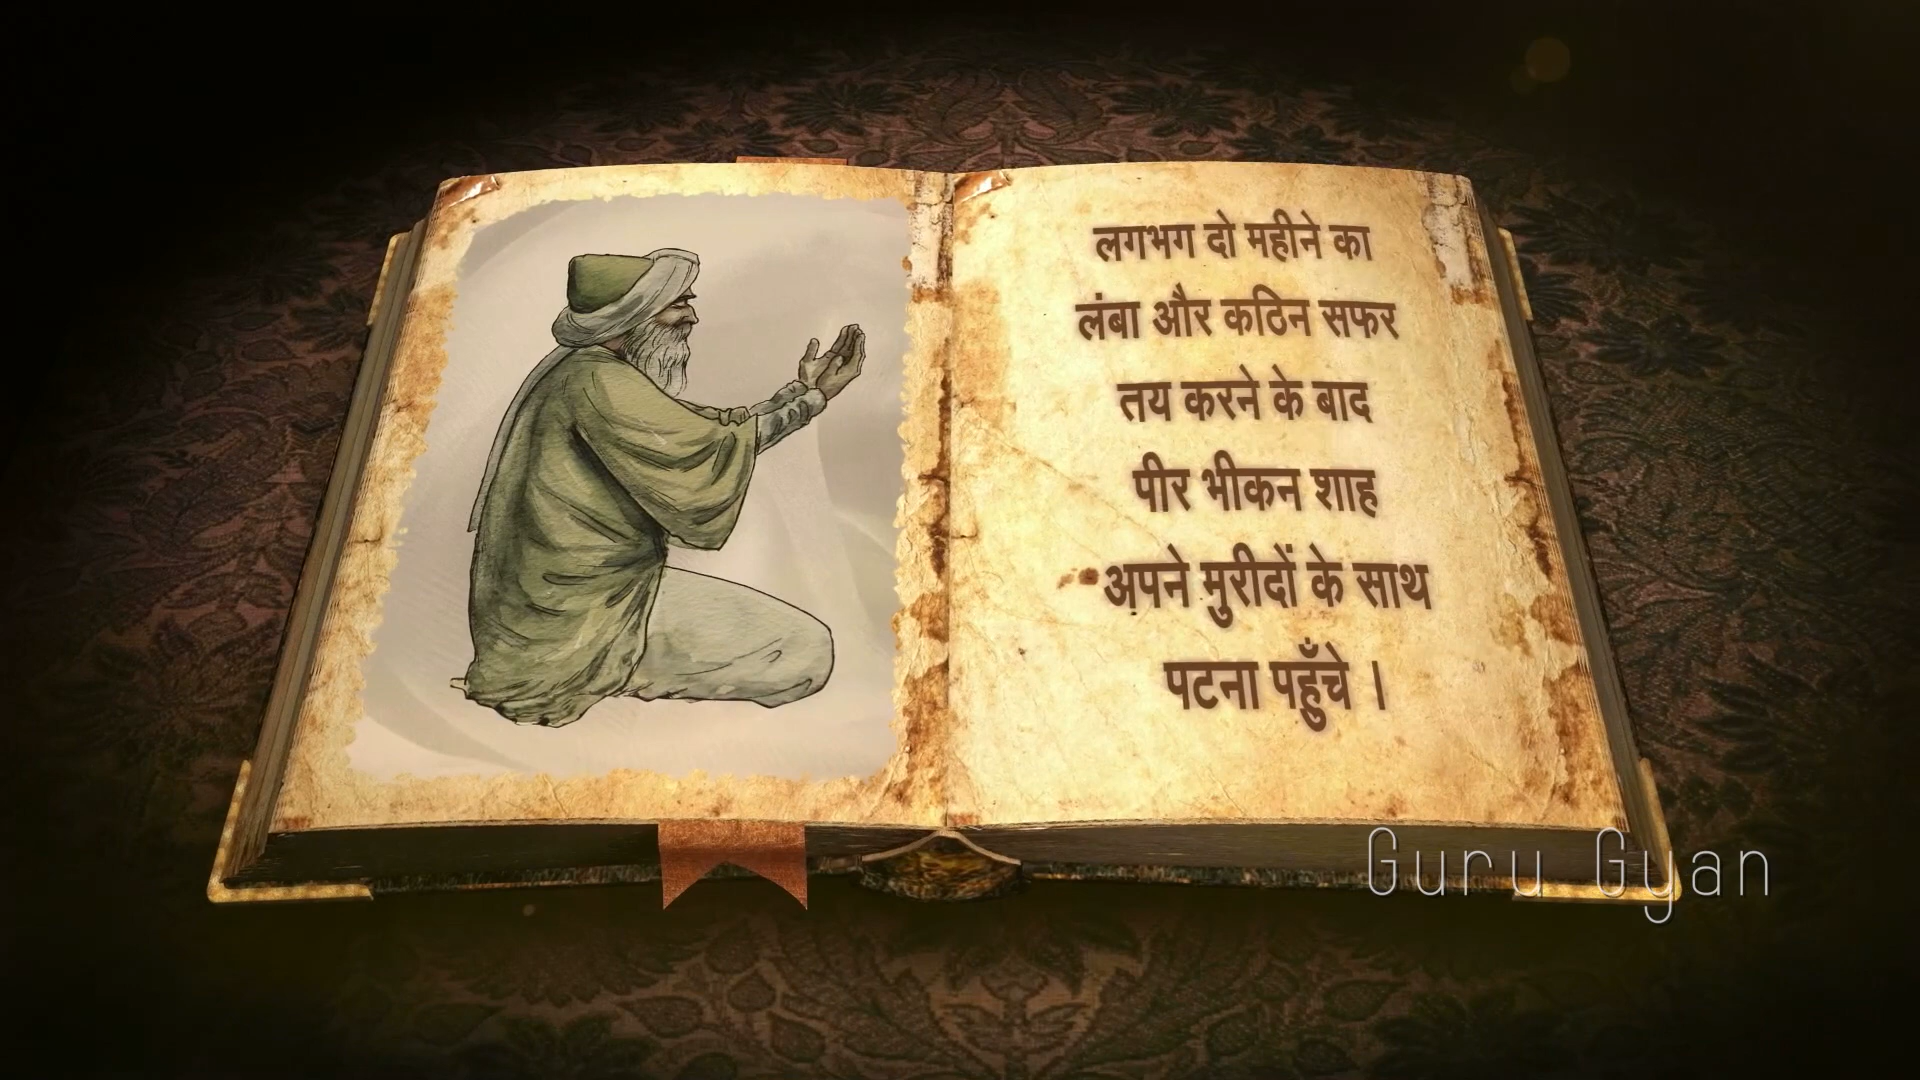 लगभग दो महीने का
लंबा और कठिन सफर
तय करने के बाद
पीर भीकन शाह
अपने मुरीदों के साथ
पटना पहुँचे ।
Guru Gyan